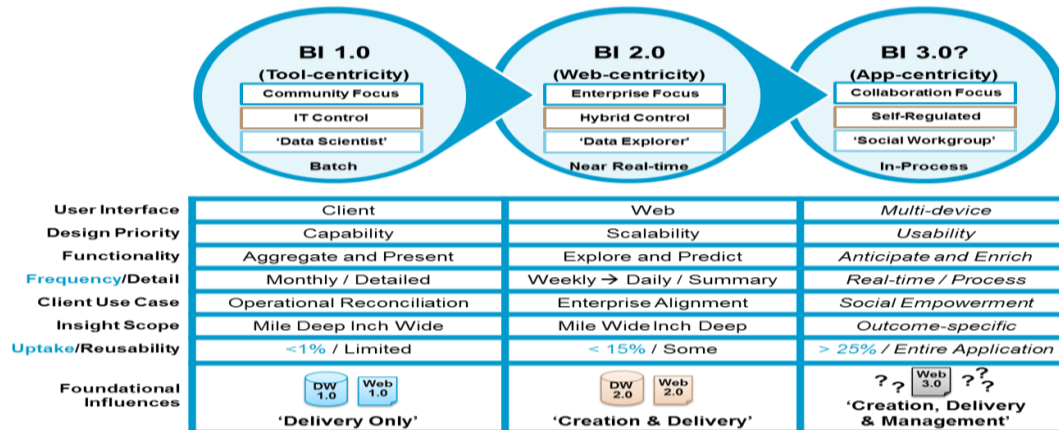 BI 1.0
(Tool-centricity)
Community Focus
IT Control
'Data Scientist'
Batch
BI 2.0
(Web-centricity)
Enterprise Focus
Hybrid Control
'Data Explorer'
Near Real-time
BI 3.0?
(App-centricity)
Collaboration Focus
Self-Regulated
'Social Workgroup'
In-Process
User Interface Client Web Multi-device
Design Priority Capability Scalability Usability
Functionality Aggregate and Present Explore and Predict Anticipate and Enrich
Frequency/Detail Monthly / Detailed Weekly → Daily / Summary Real-time / Process
Client Use Case Operational Reconciliation Enterprise Alignment Social Empowerment
Insight Scope Mile Deep Inch Wide Mile Wide Inch Deep Outcome-specific
Uptake/Reusability <1% / Limited < 15% / Some > 25% / Entire Application
Foundational
Influences
DW
1.0
Web
1.0
'Delivery Only'
DW
2.0
Web
2.0
'Creation & Delivery'
? ?
Web
3.0
? ? ?
'Creation, Delivery
& Management'